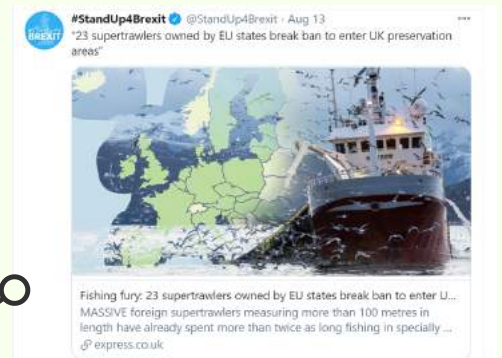 #StandUp4Brexit @StandUp4Brexit · Aug 13
BREXIT
"23 supertrawlers owned by EU states break ban to enter UK preservation
areas"
Fishing fury: 23 supertrawlers owned by EU states break ban to enter U...
MASSIVE foreign supertrawlers measuring more than 100 metres in
length have already spent more than twice as long fishing in specially ...
express.co.uk